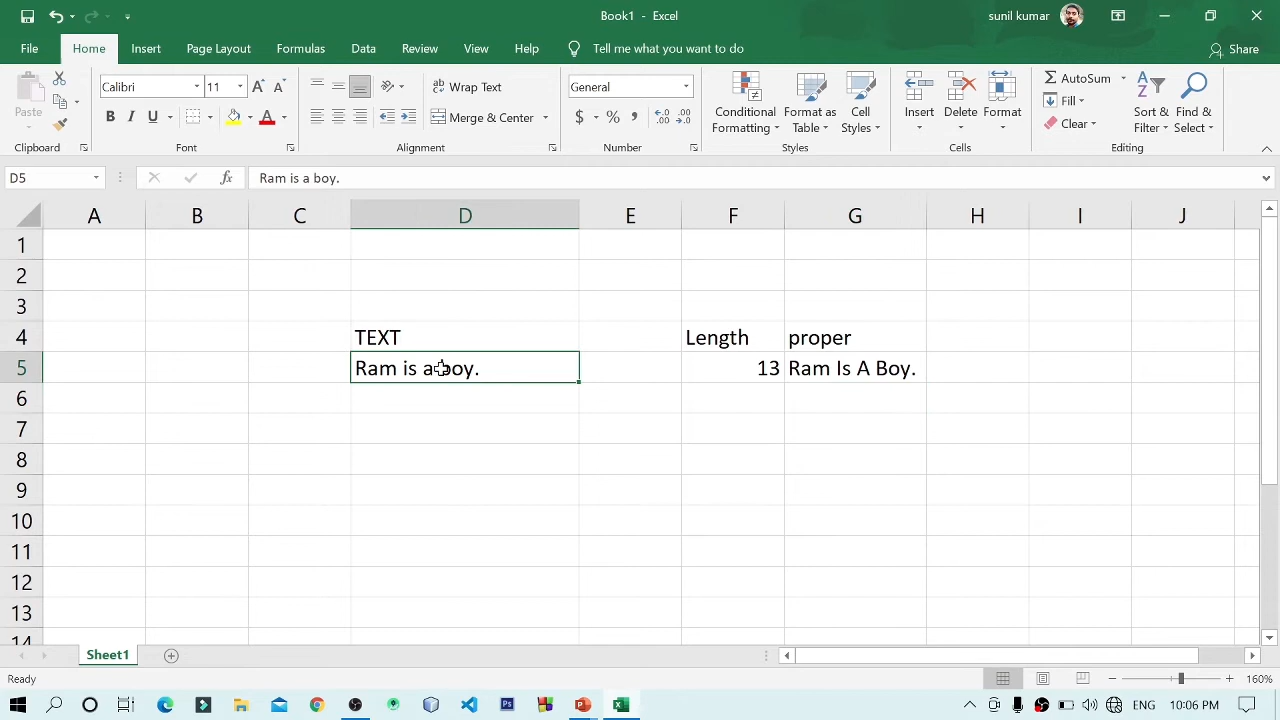 Book1 - Excel
sunil kumar
File Home Insert Page Layout Formulas Data Review View Help Tell me what you want to do Share
Paste
Clipboard
Calibri 11
B I U A
Font
Wrap Text
Merge & Center
Alignment
General
$ % ,
Number
Conditional Formatting
Format as Table
Cell Styles
Styles
Insert Delete Format
Cells
AutoSum
Fill
Clear
Sort & Filter
Find & Select
Editing
D5 fx Ram is a boy.
A B C D E F G H I J
1
2
3
4 TEXT Length proper
5 Ram is a boy. 13 Ram Is A Boy.
6
7
8
9
10
11
12
13
14
Sheet1
Ready 160%
ENG 10:06 PM